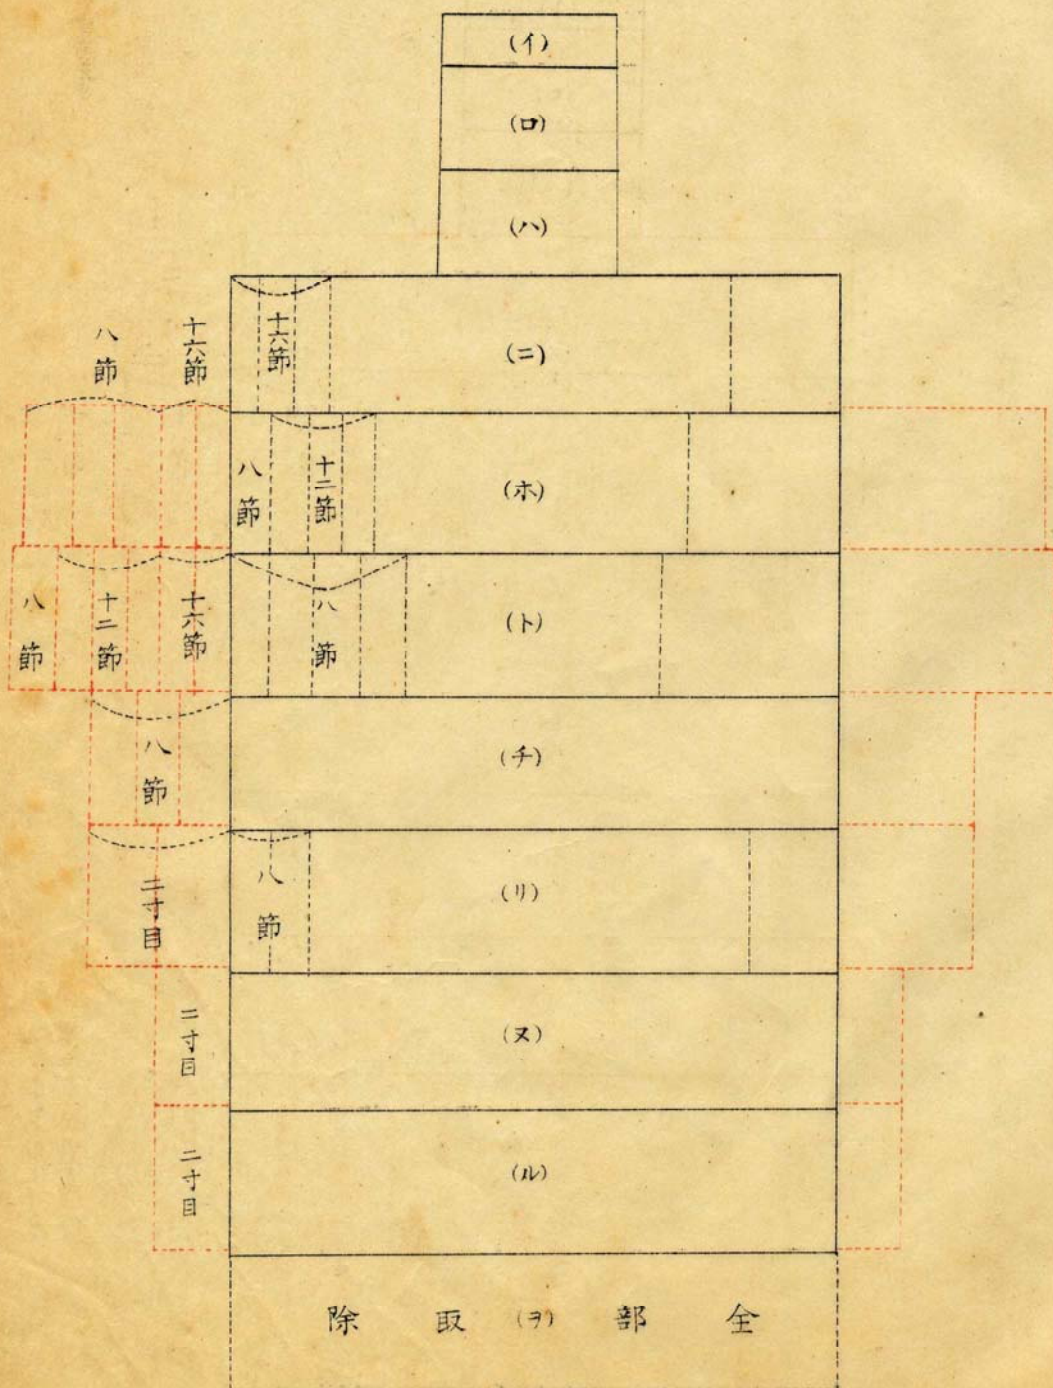 (イ)
(ロ)
(ハ)
八節
十六節
十六節
(ニ)
八節
十二節
(ホ)
八節
十二節
十六節
八節
(ト)
八節
(チ)
二寸目
八節
(リ)
二寸目
(ヌ)
二寸目
(ル)
除取(ヲ)部全